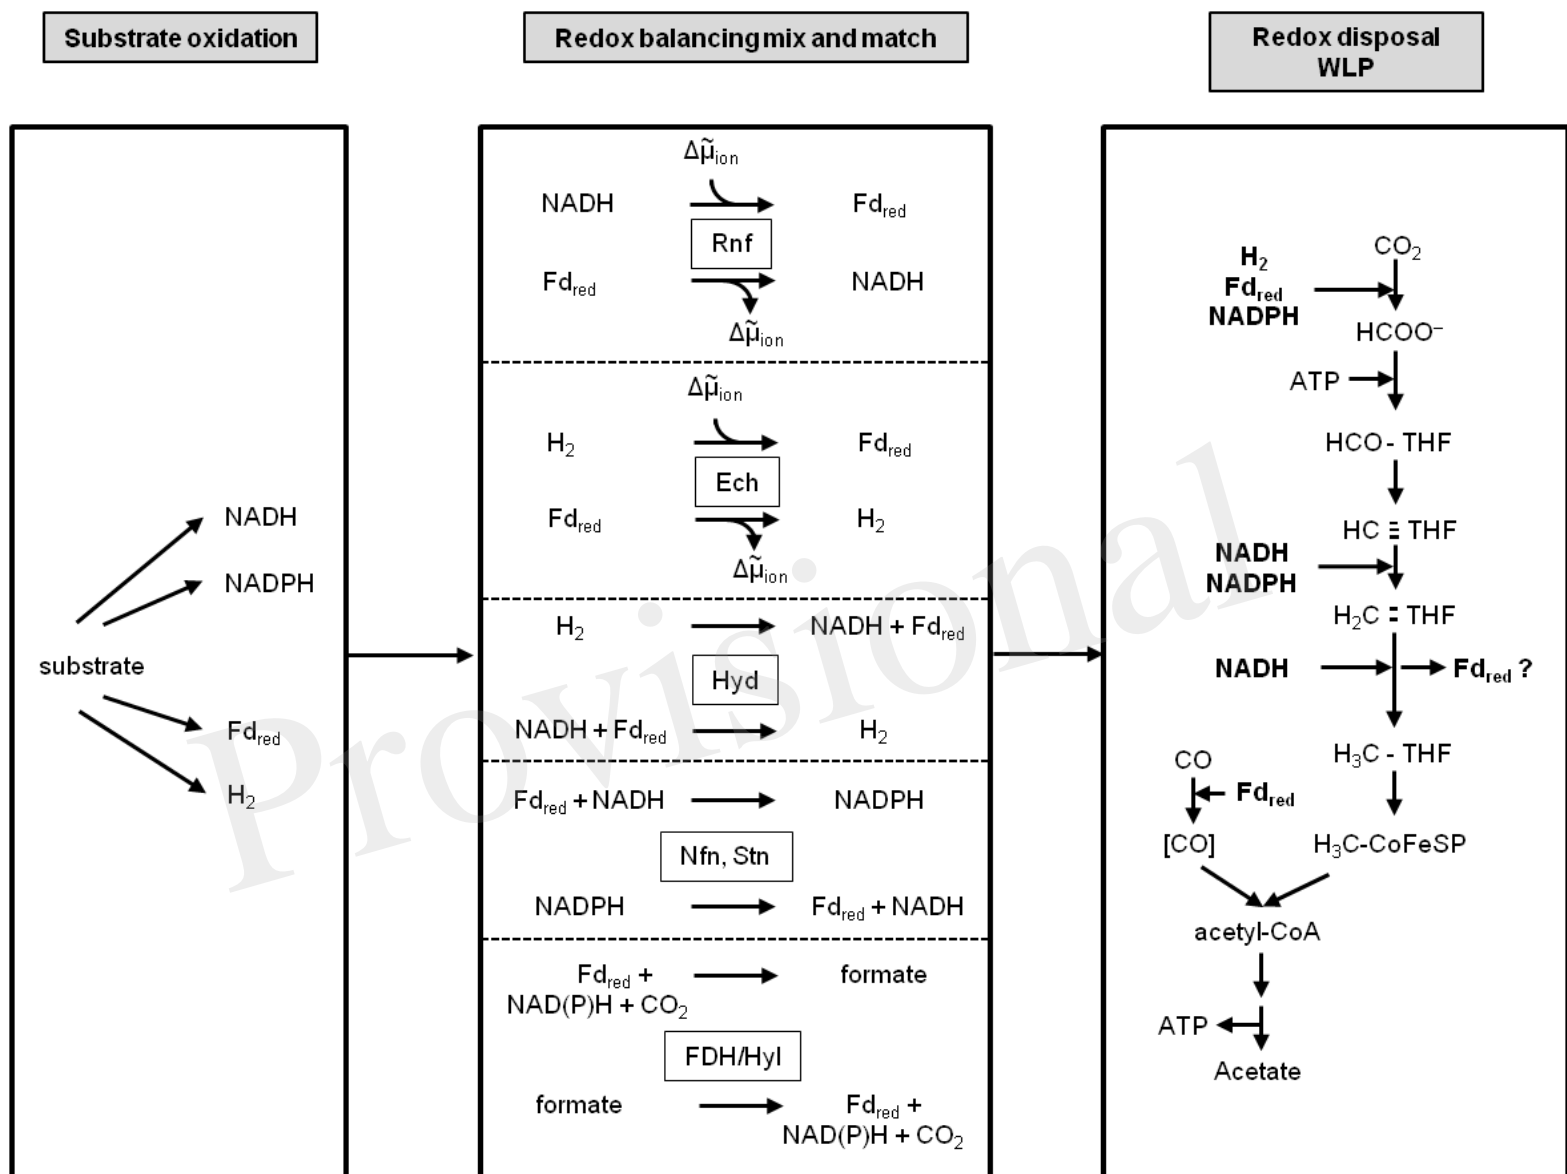 Substrate oxidation
Redox balancing mix and match
Redox disposal
WLP
substrate
NADH
NADPH
Fdred
H2
Δμ̃ion
NADH
Fdred
Rnf
Fdred
NADH
Δμ̃ion
Δμ̃ion
H2
Fdred
Ech
Fdred
H2
Δμ̃ion
H2
NADH + Fdred
Hyd
NADH + Fdred
H2
Fdred + NADH
NADPH
Nfn, Stn
NADPH
Fdred + NADH
Fdred +
NAD(P)H + CO2
formate
FDH/Hyl
formate
Fdred +
NAD(P)H + CO2
CO2
H2
Fdred
NADPH
HCOO⁻
ATP
HCO - THF
HC≡THF
NADH
NADPH
H2C=THF
NADH
Fdred ?
H3C - THF
CO
Fdred
[CO]
H3C-CoFeSP
acetyl-CoA
ATP
Acetate
Provisional